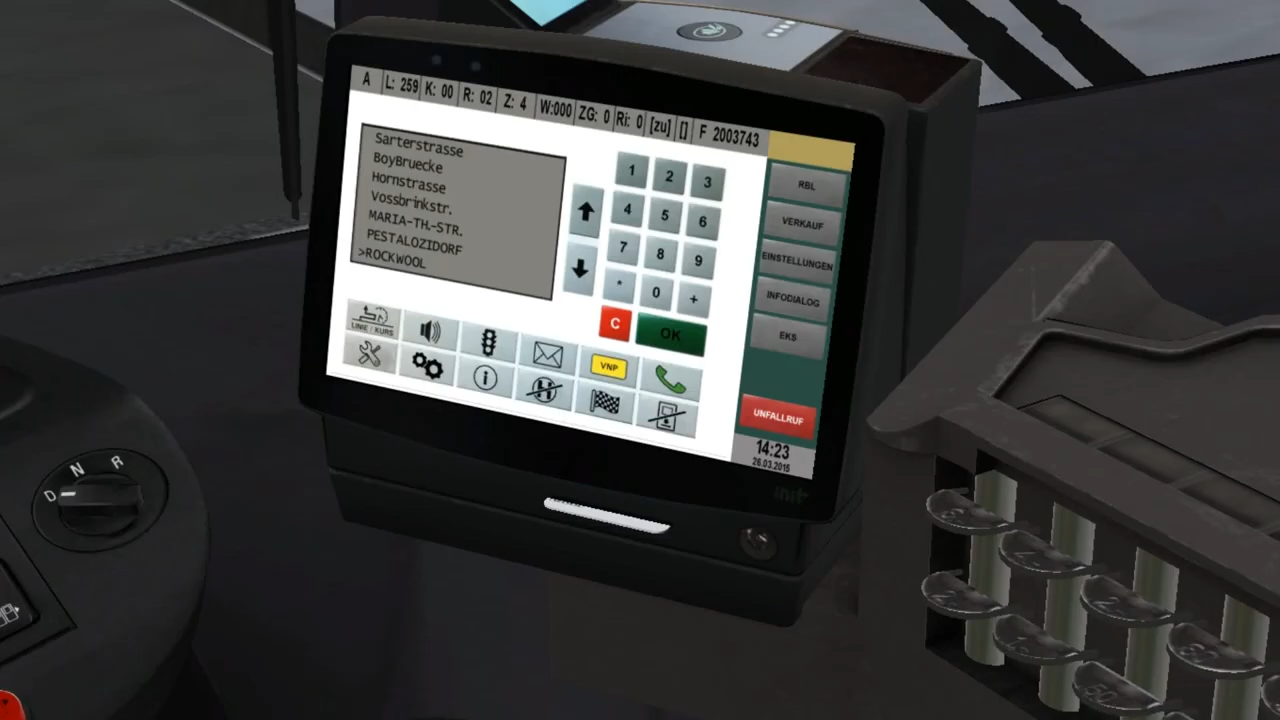 A L: 259 K: 00 R: 02 Z: 4 W:000 ZG: 0 Ri: 0 [zu] [] F 2003743
Sarterstrasse
BoyBruecke
Hornstrasse
Vossbrinkstr.
MARIA-TH.-STR.
PESTALOZIDORF
>ROCKWOOL
1 2 3
4 5 6
7 8 9
* 0 +
C OK
LINIE / KURS
VNP
RBL
VERKAUF
EINSTELLUNGEN
INFODIALOG
EKS
UNFALLRUF
14:23
26.03.2015
init
D N R